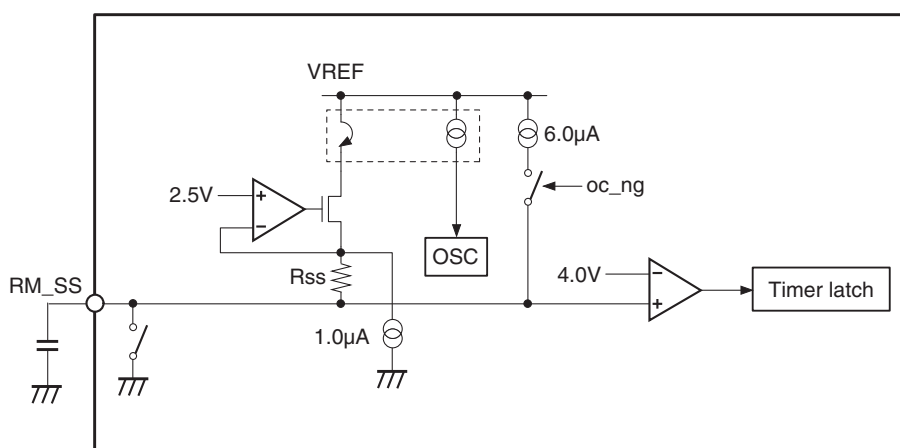 VREF
6.0µA
2.5V
+
−
oc_ng
OSC
Rss
4.0V
−
+
Timer latch
RM_SS
1.0µA